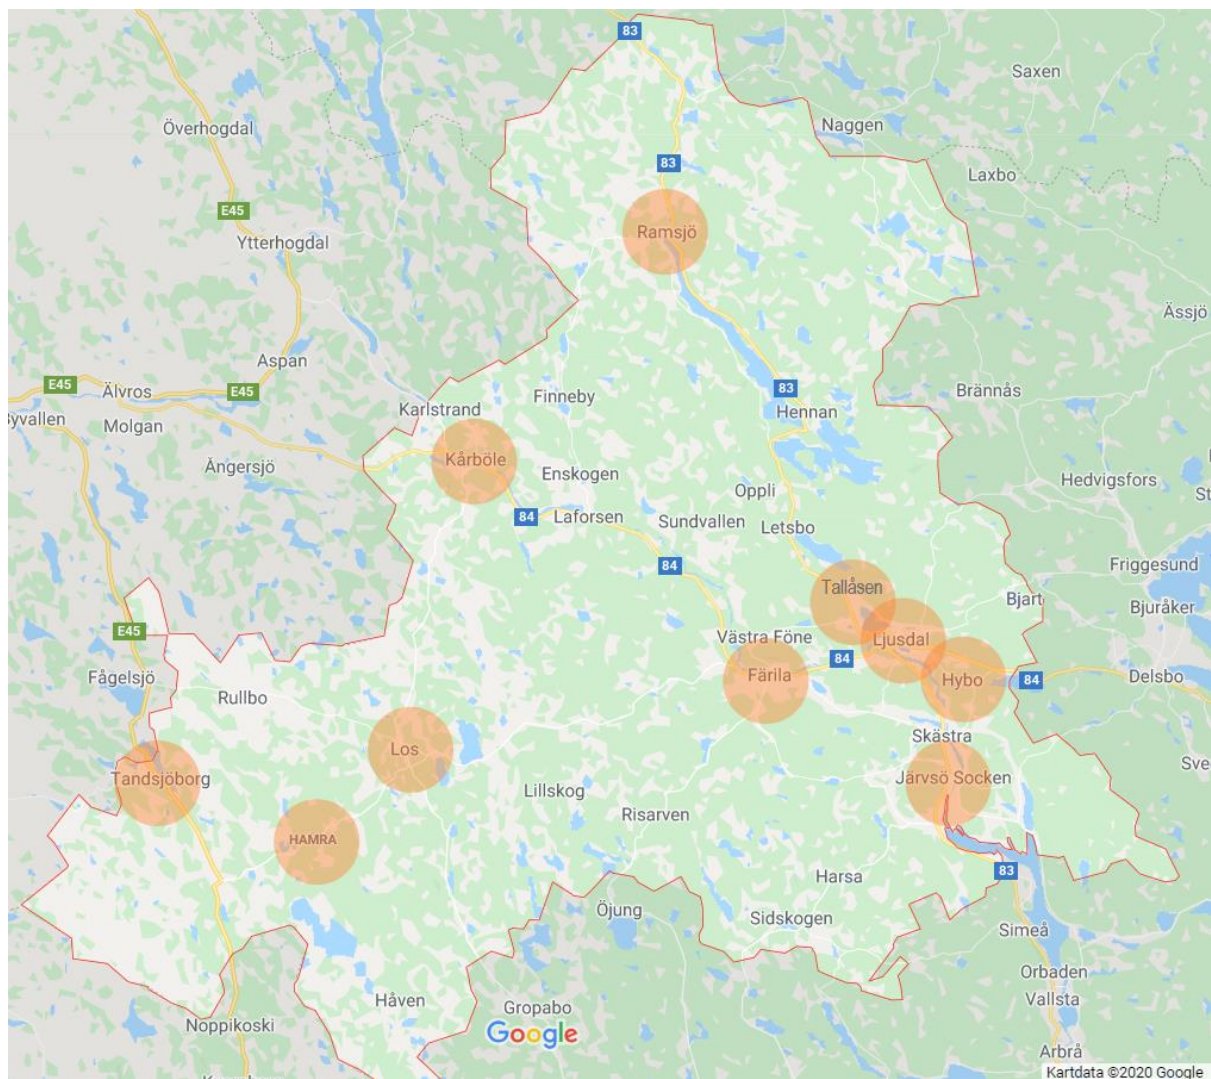 83
Saxen
Överhogdal
Naggen
83
Laxbo
E45
Ramsjö
Ytterhogdal
Ässjö
Aspan
E45
Älvros
E45
83
Brännås
Finneby
Karlstrand
Hennan
Byvallen
Molgan
Kårböle
Ängersjö
Enskogen
Hedvigsfors
Oppli
St
84
Laforsen
Sundvallen
Letsbo
84
Friggesund
Tallåsen
Bjart
Bjuråker
E45
Västra Föne
Ljusdal
84
Fågelsjö
Färila
Hybo
84
Delsbo
Rullbo
Skästra
Los
Sve
Tandsjöborg
Järvsö Socken
Lillskog
Risarven
HAMRA
83
Harsa
Öjung
Sidskogen
Simeå
Orbaden
Håven
Gropabo
Vallsta
Noppikoski
Google
Arbrå
Kartdata ©2020 Google